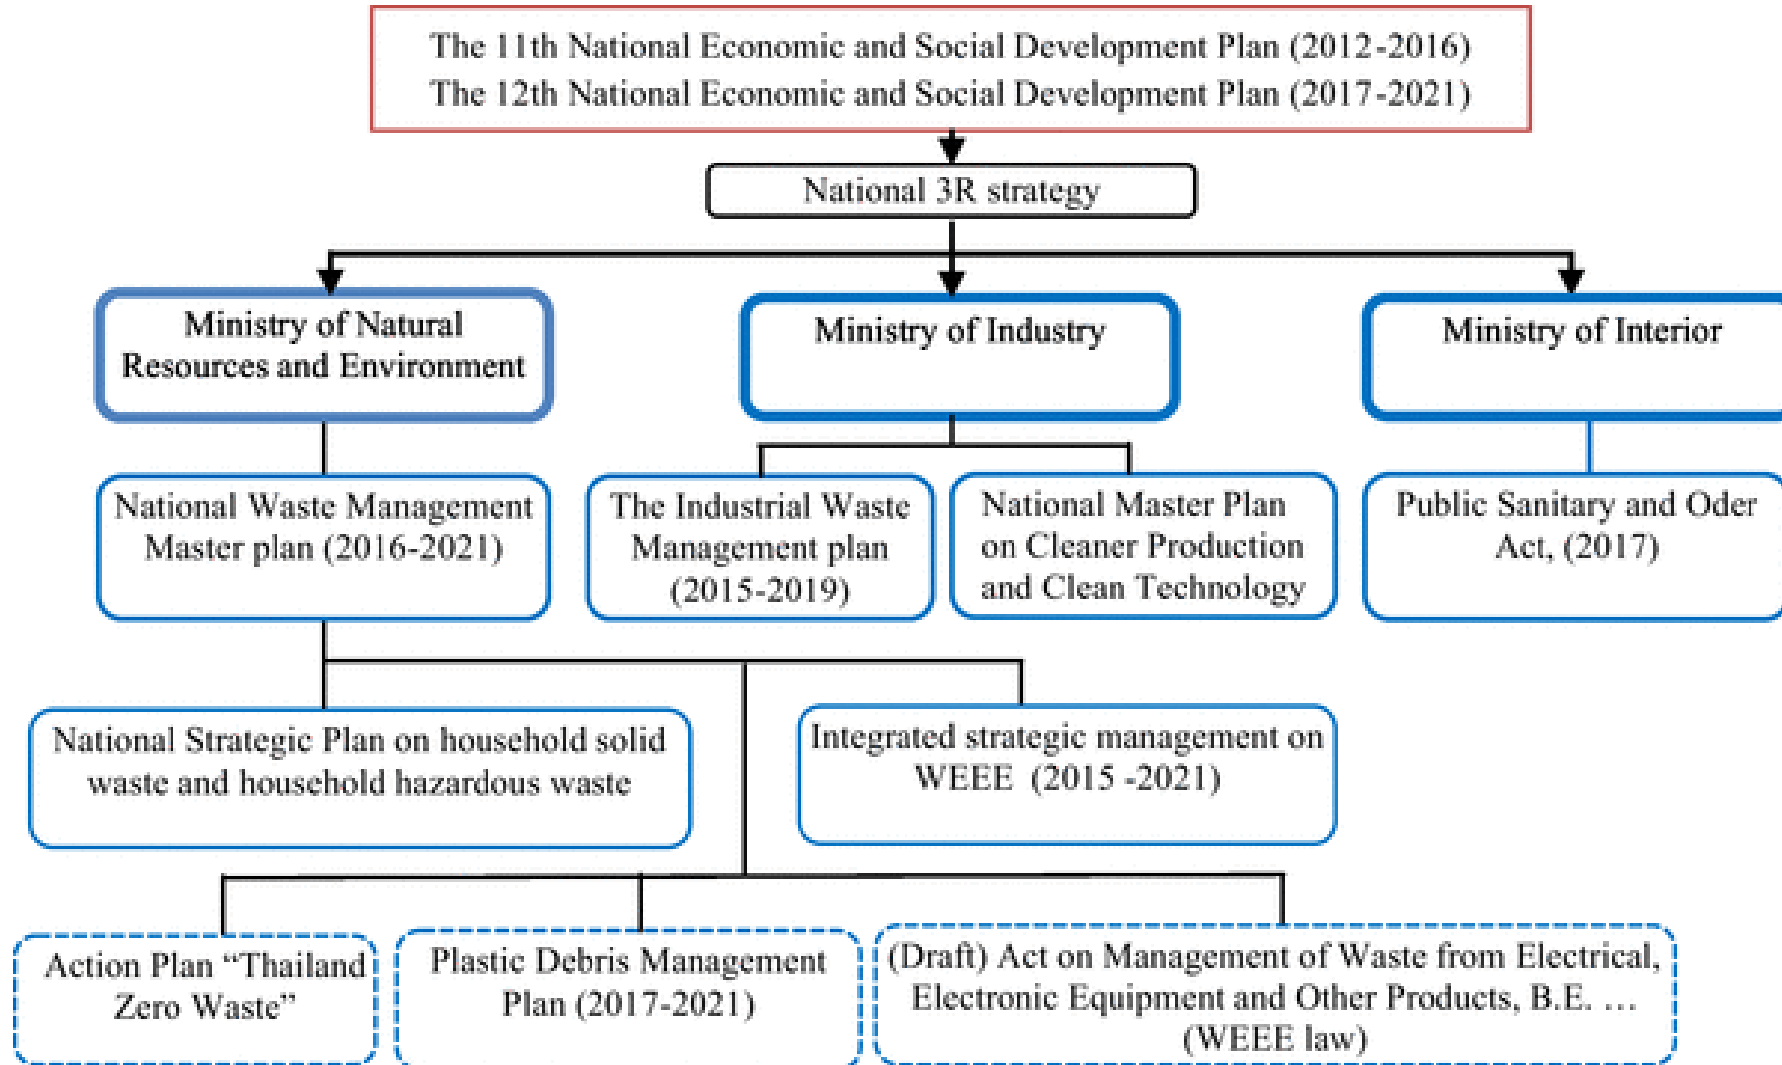 The 11th National Economic and Social Development Plan (2012-2016)
The 12th National Economic and Social Development Plan (2017-2021)
National 3R strategy
Ministry of Natural
Resources and Environment
Ministry of Industry
Ministry of Interior
National Waste Management
Master plan (2016-2021)
The Industrial Waste
Management plan
(2015-2019)
National Master Plan
on Cleaner Production
and Clean Technology
Public Sanitary and Oder
Act, (2017)
National Strategic Plan on household solid
waste and household hazardous waste
Integrated strategic management on
WEEE (2015 -2021)
Action Plan “Thailand
Zero Waste”
Plastic Debris Management
Plan (2017-2021)
(Draft) Act on Management of Waste from Electrical,
Electronic Equipment and Other Products, B.E. …
(WEEE law)